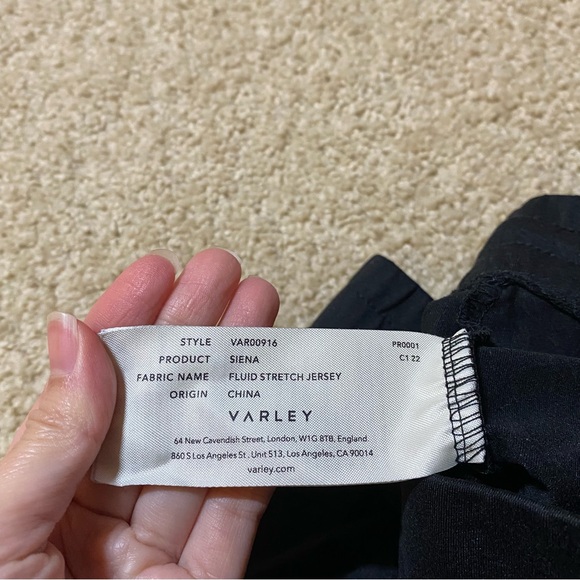 STYLE VAR00916 PR0001
PRODUCT SIENA C1 22
FABRIC NAME FLUID STRETCH JERSEY
ORIGIN CHINA
VARLEY
64 New Cavendish Street, London, W1G 8TB, England.
860 S Los Angeles St. Unit 513, Los Angeles, CA 90014
varley.com